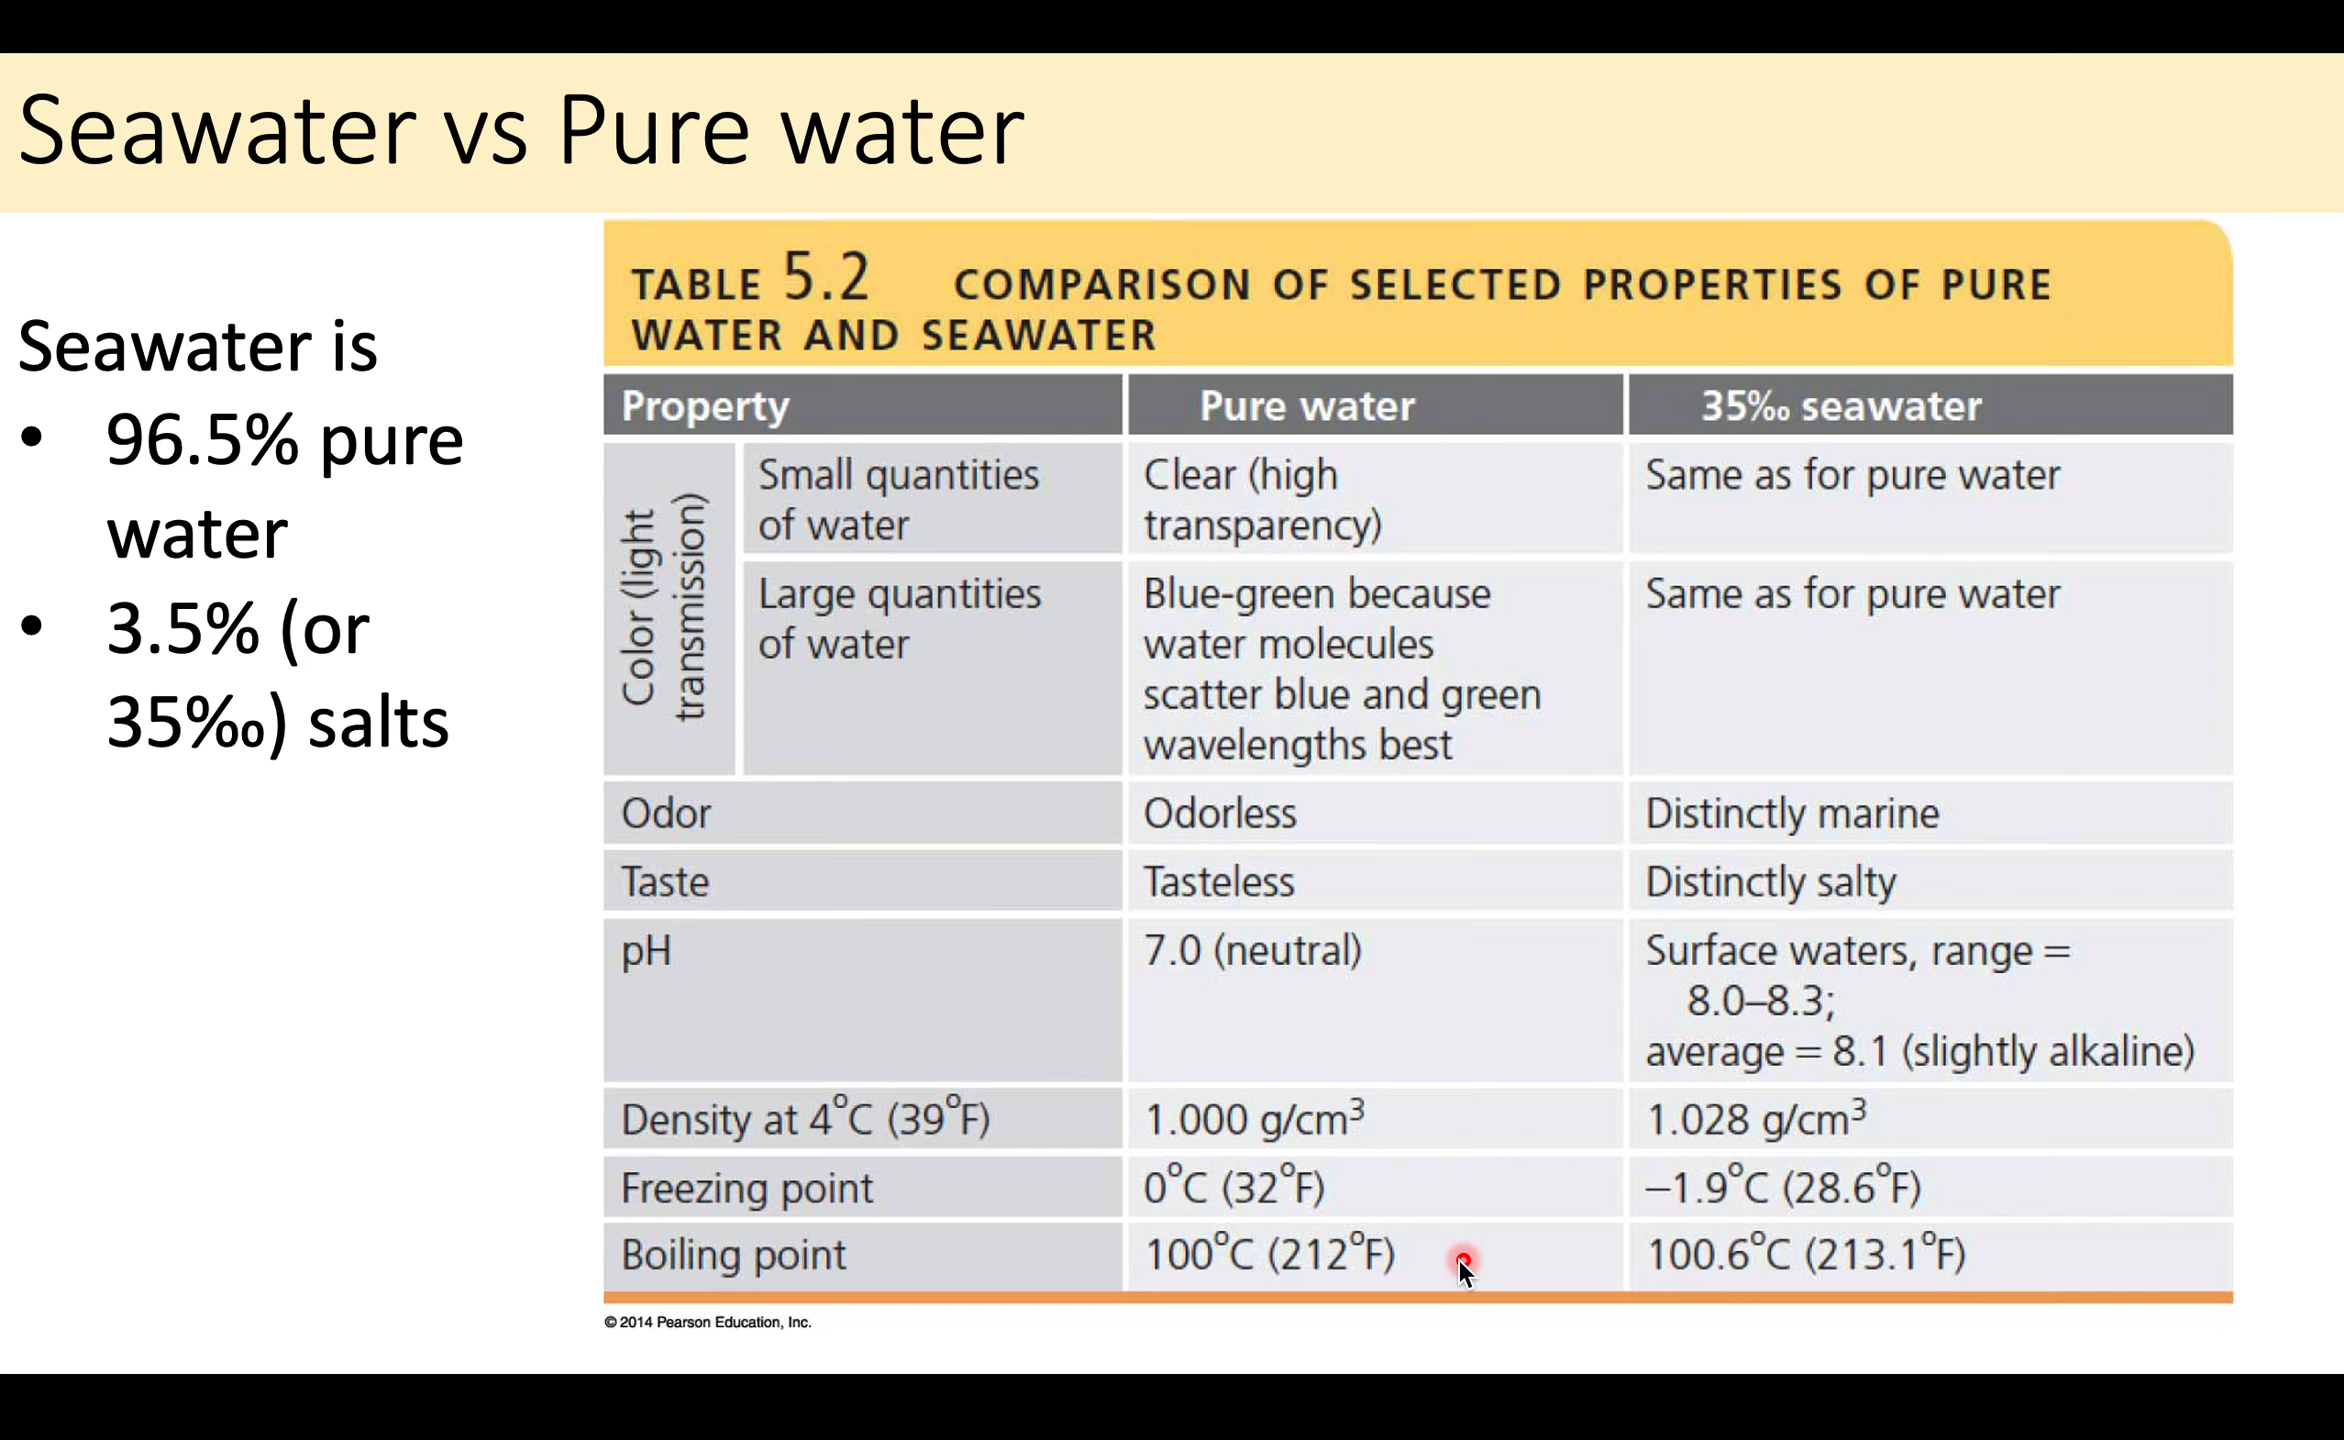 Seawater vs Pure water
Seawater is
• 96.5% pure
water
• 3.5% (or
35‰) salts
TABLE 5.2 COMPARISON OF SELECTED PROPERTIES OF PURE
WATER AND SEAWATER
Property Pure water 35‰ seawater
Color (light
transmission)
Small quantities
of water
Clear (high
transparency)
Same as for pure water
Large quantities
of water
Blue-green because
water molecules
scatter blue and green
wavelengths best
Same as for pure water
Odor Odorless Distinctly marine
Taste Tasteless Distinctly salty
pH 7.0 (neutral) Surface waters, range =
8.0–8.3;
average = 8.1 (slightly alkaline)
Density at 4°C (39°F) 1.000 g/cm³ 1.028 g/cm³
Freezing point 0°C (32°F) –1.9°C (28.6°F)
Boiling point 100°C (212°F) 100.6°C (213.1°F)
© 2014 Pearson Education, Inc.